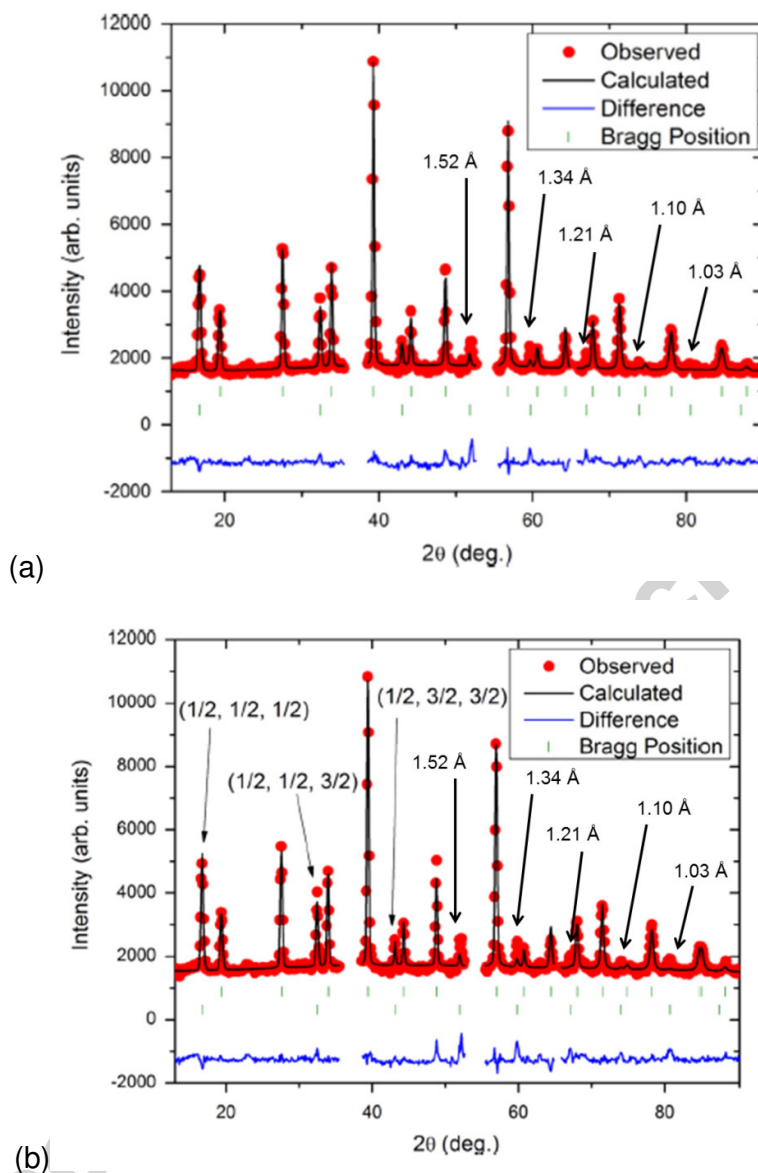 12000
10000
8000
6000
4000
2000
0
-2000
Intensity (arb. units)
Observed
Calculated
Difference
Bragg Position
1.52 Å
1.34 Å
1.21 Å
1.10 Å
1.03 Å
20 40 60 80
2θ (deg.)
(a)
12000
10000
8000
6000
4000
2000
0
-2000
Intensity (arb. units)
Observed
Calculated
Difference
Bragg Position
(1/2, 1/2, 1/2)
(1/2, 3/2, 3/2)
(1/2, 1/2, 3/2)
1.52 Å
1.34 Å
1.21 Å
1.10 Å
1.03 Å
20 40 60 80
2θ (deg.)
(b)